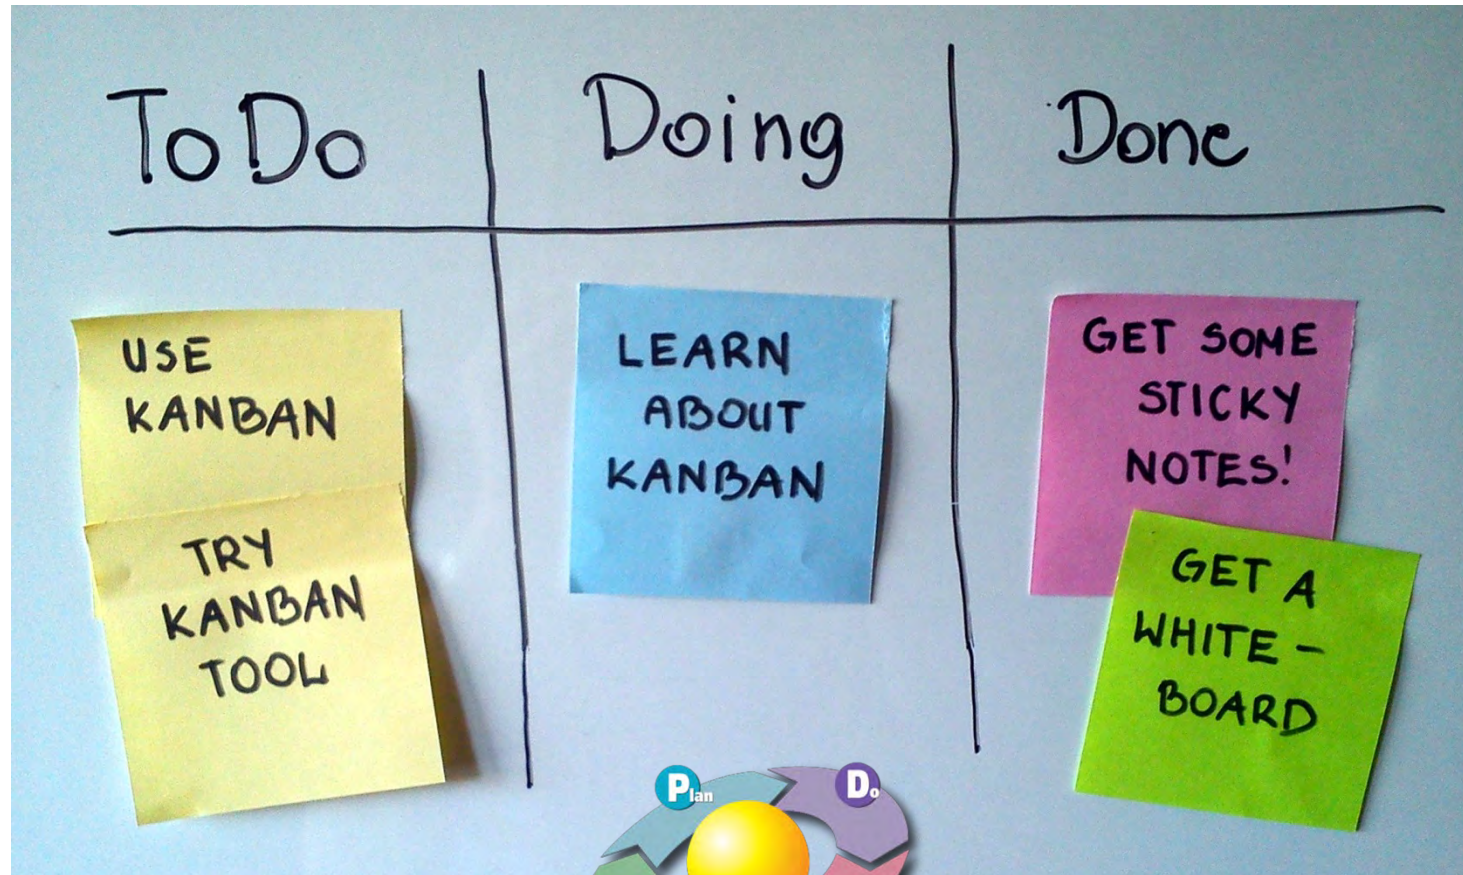 To Do
Doing
Done
USE
KANBAN
TRY
KANBAN
TOOL
LEARN
ABOUT
KANBAN
GET SOME
STICKY
NOTES!
GET A
WHITE -
BOARD
Plan
Do